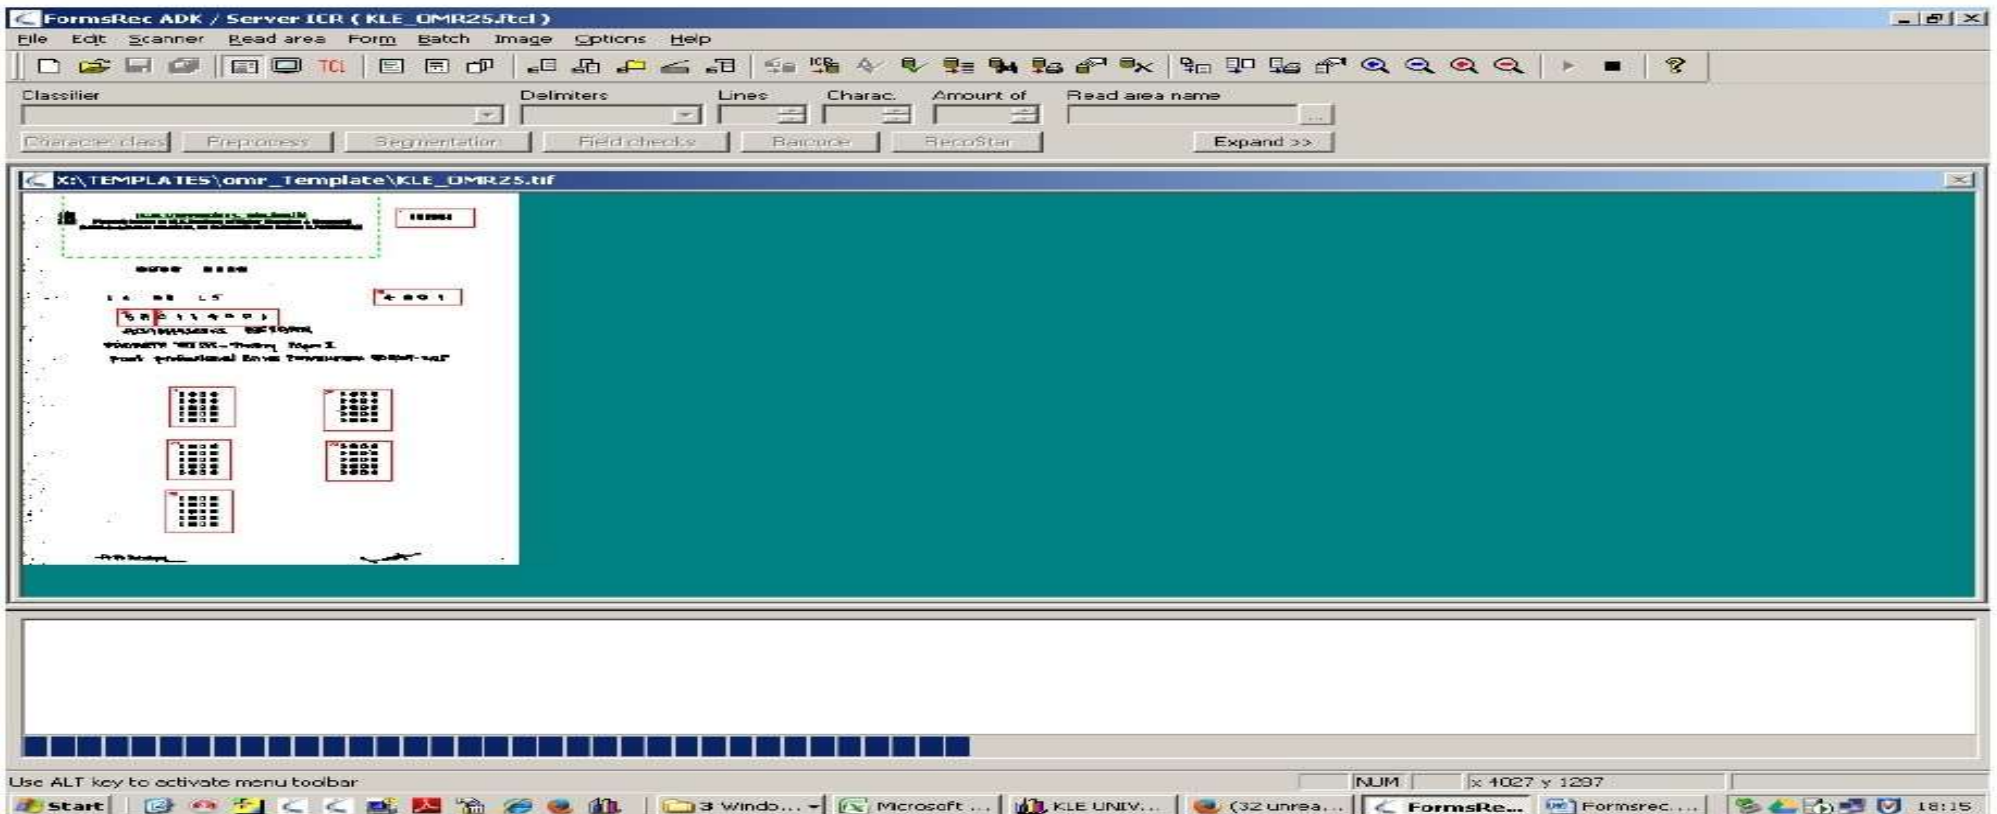 FormsRec ADK / Server ICR ( KLE_OMR25.ftcl )
File Edit Scanner Read area Form Batch Image Options Help
TCL ICR
Classifier Delimiters Lines Charac. Amount of Read area name
...
Character class Preprocess Segmentation Field checks Barcode RecoStar Expand >>
X:\TEMPLATES\omr_Template\KLE_OMR25.tif
Use ALT key to activate menu toolbar NUM x 4027 y 1287
Start 3 Windo... Microsoft ... KLE UNIV... (32 unrea... FormsRe... Formsrec.... 18:15